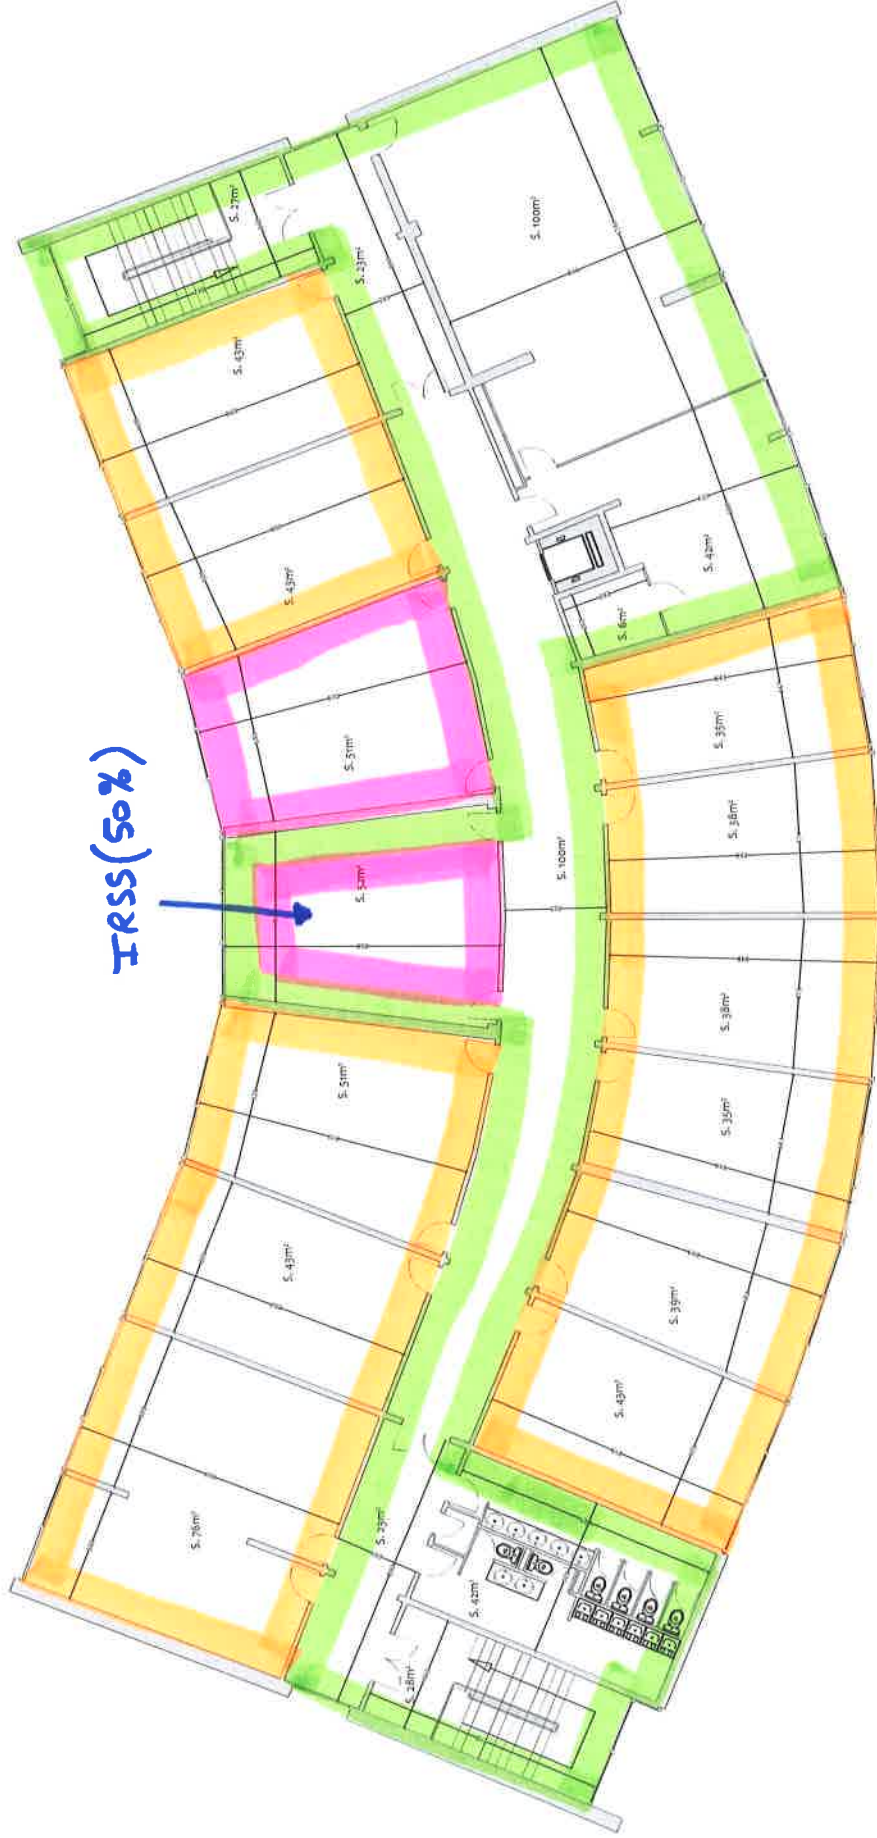 S. 27m²
S. 23m²
S. 100m²
S. 43m²
S. 43m²
S. 42m²
S. 6m²
S. 51m²
S. 35m²
S. 38m²
IRSS(50%)
S. 52m²
S. 100m²
S. 38m²
S. 51m²
S. 35m²
S. 43m²
S. 39m²
S. 43m²
S. 76m²
S. 23m²
S. 42m²
S. 28m²